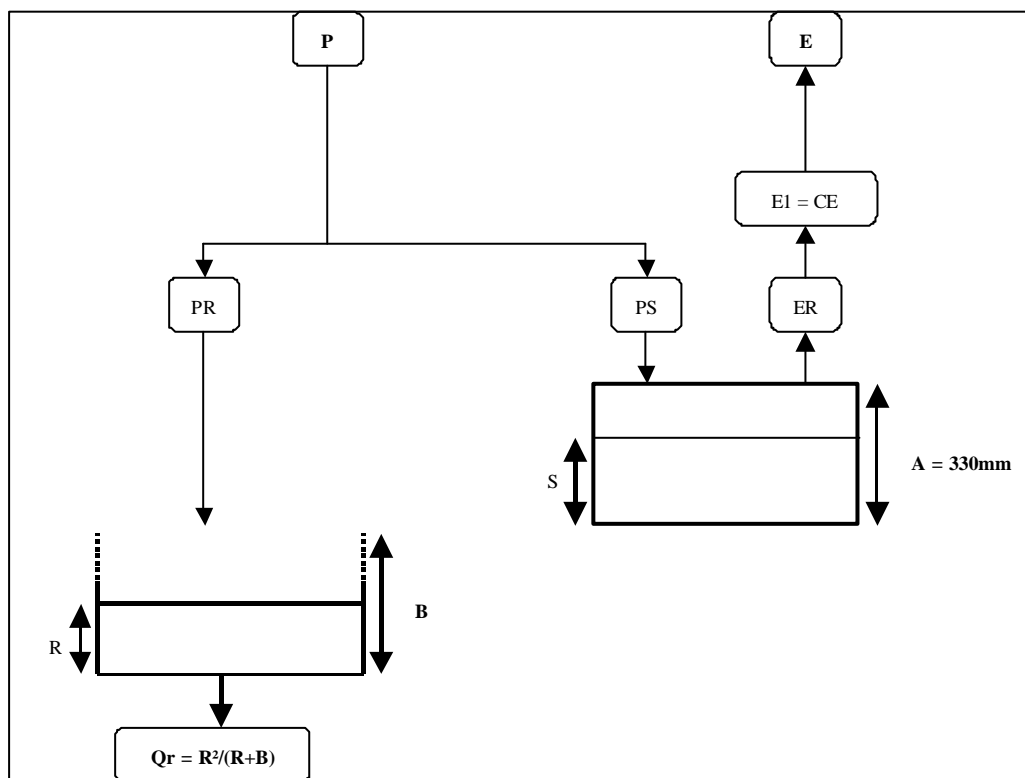 P
E
E1 = CE
PR
PS
ER
S
A = 330mm
R
B
Qr = R²/(R+B)